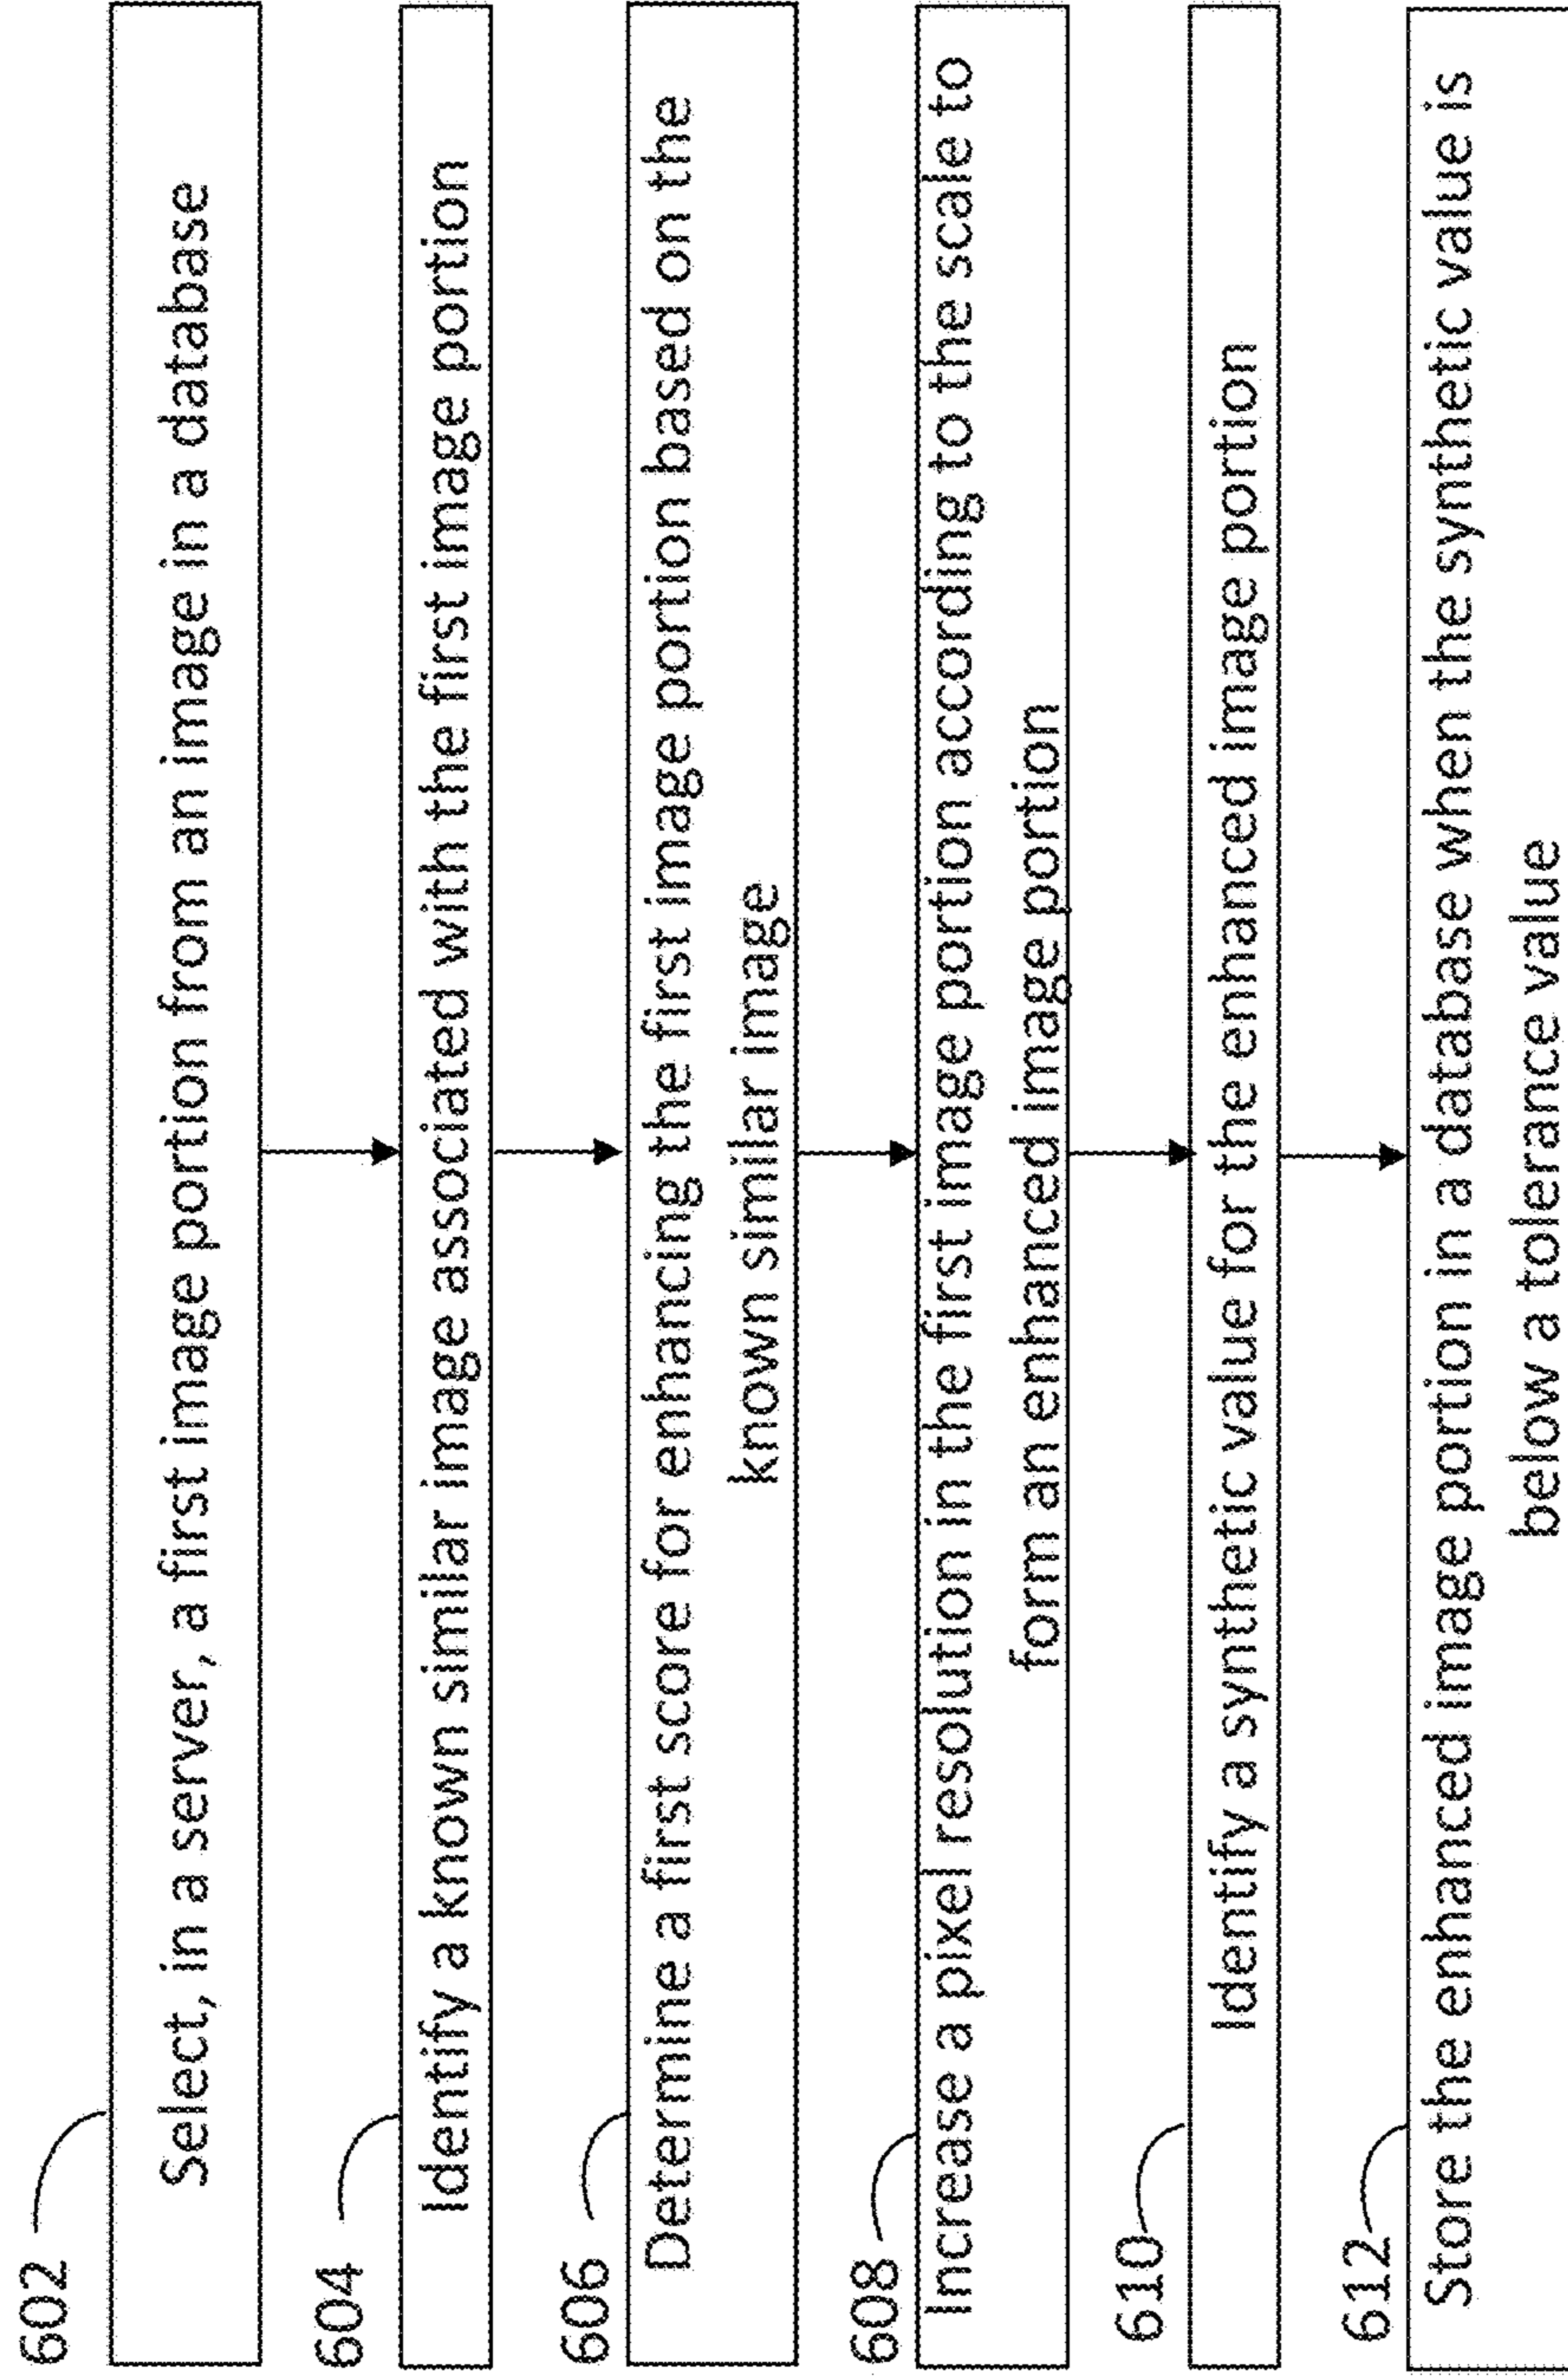 602
Select, in a server, a first image portion from an image in a database
604
Identify a known similar image associated with the first image portion
606
Determine a first score for enhancing the first image portion based on the
known similar image
608
Increase a pixel resolution in the first image portion according to the scale to
form an enhanced image portion
610
Identify a synthetic value for the enhanced image portion
612
Store the enhanced image portion in a database when the synthetic value is
below a tolerance value